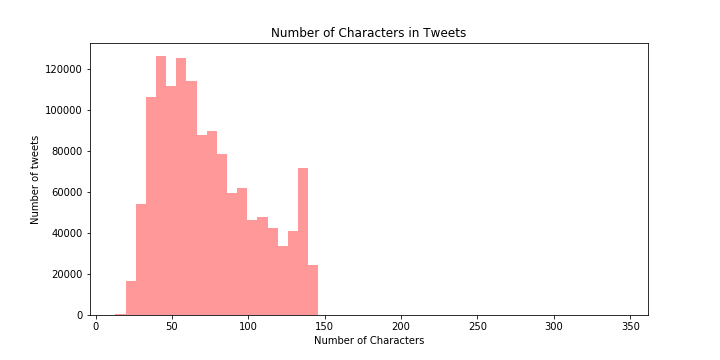 Number of Characters in Tweets
120000
100000
80000
60000
40000
20000
0
Number of tweets
0 50 100 150 200 250 300 350
Number of Characters